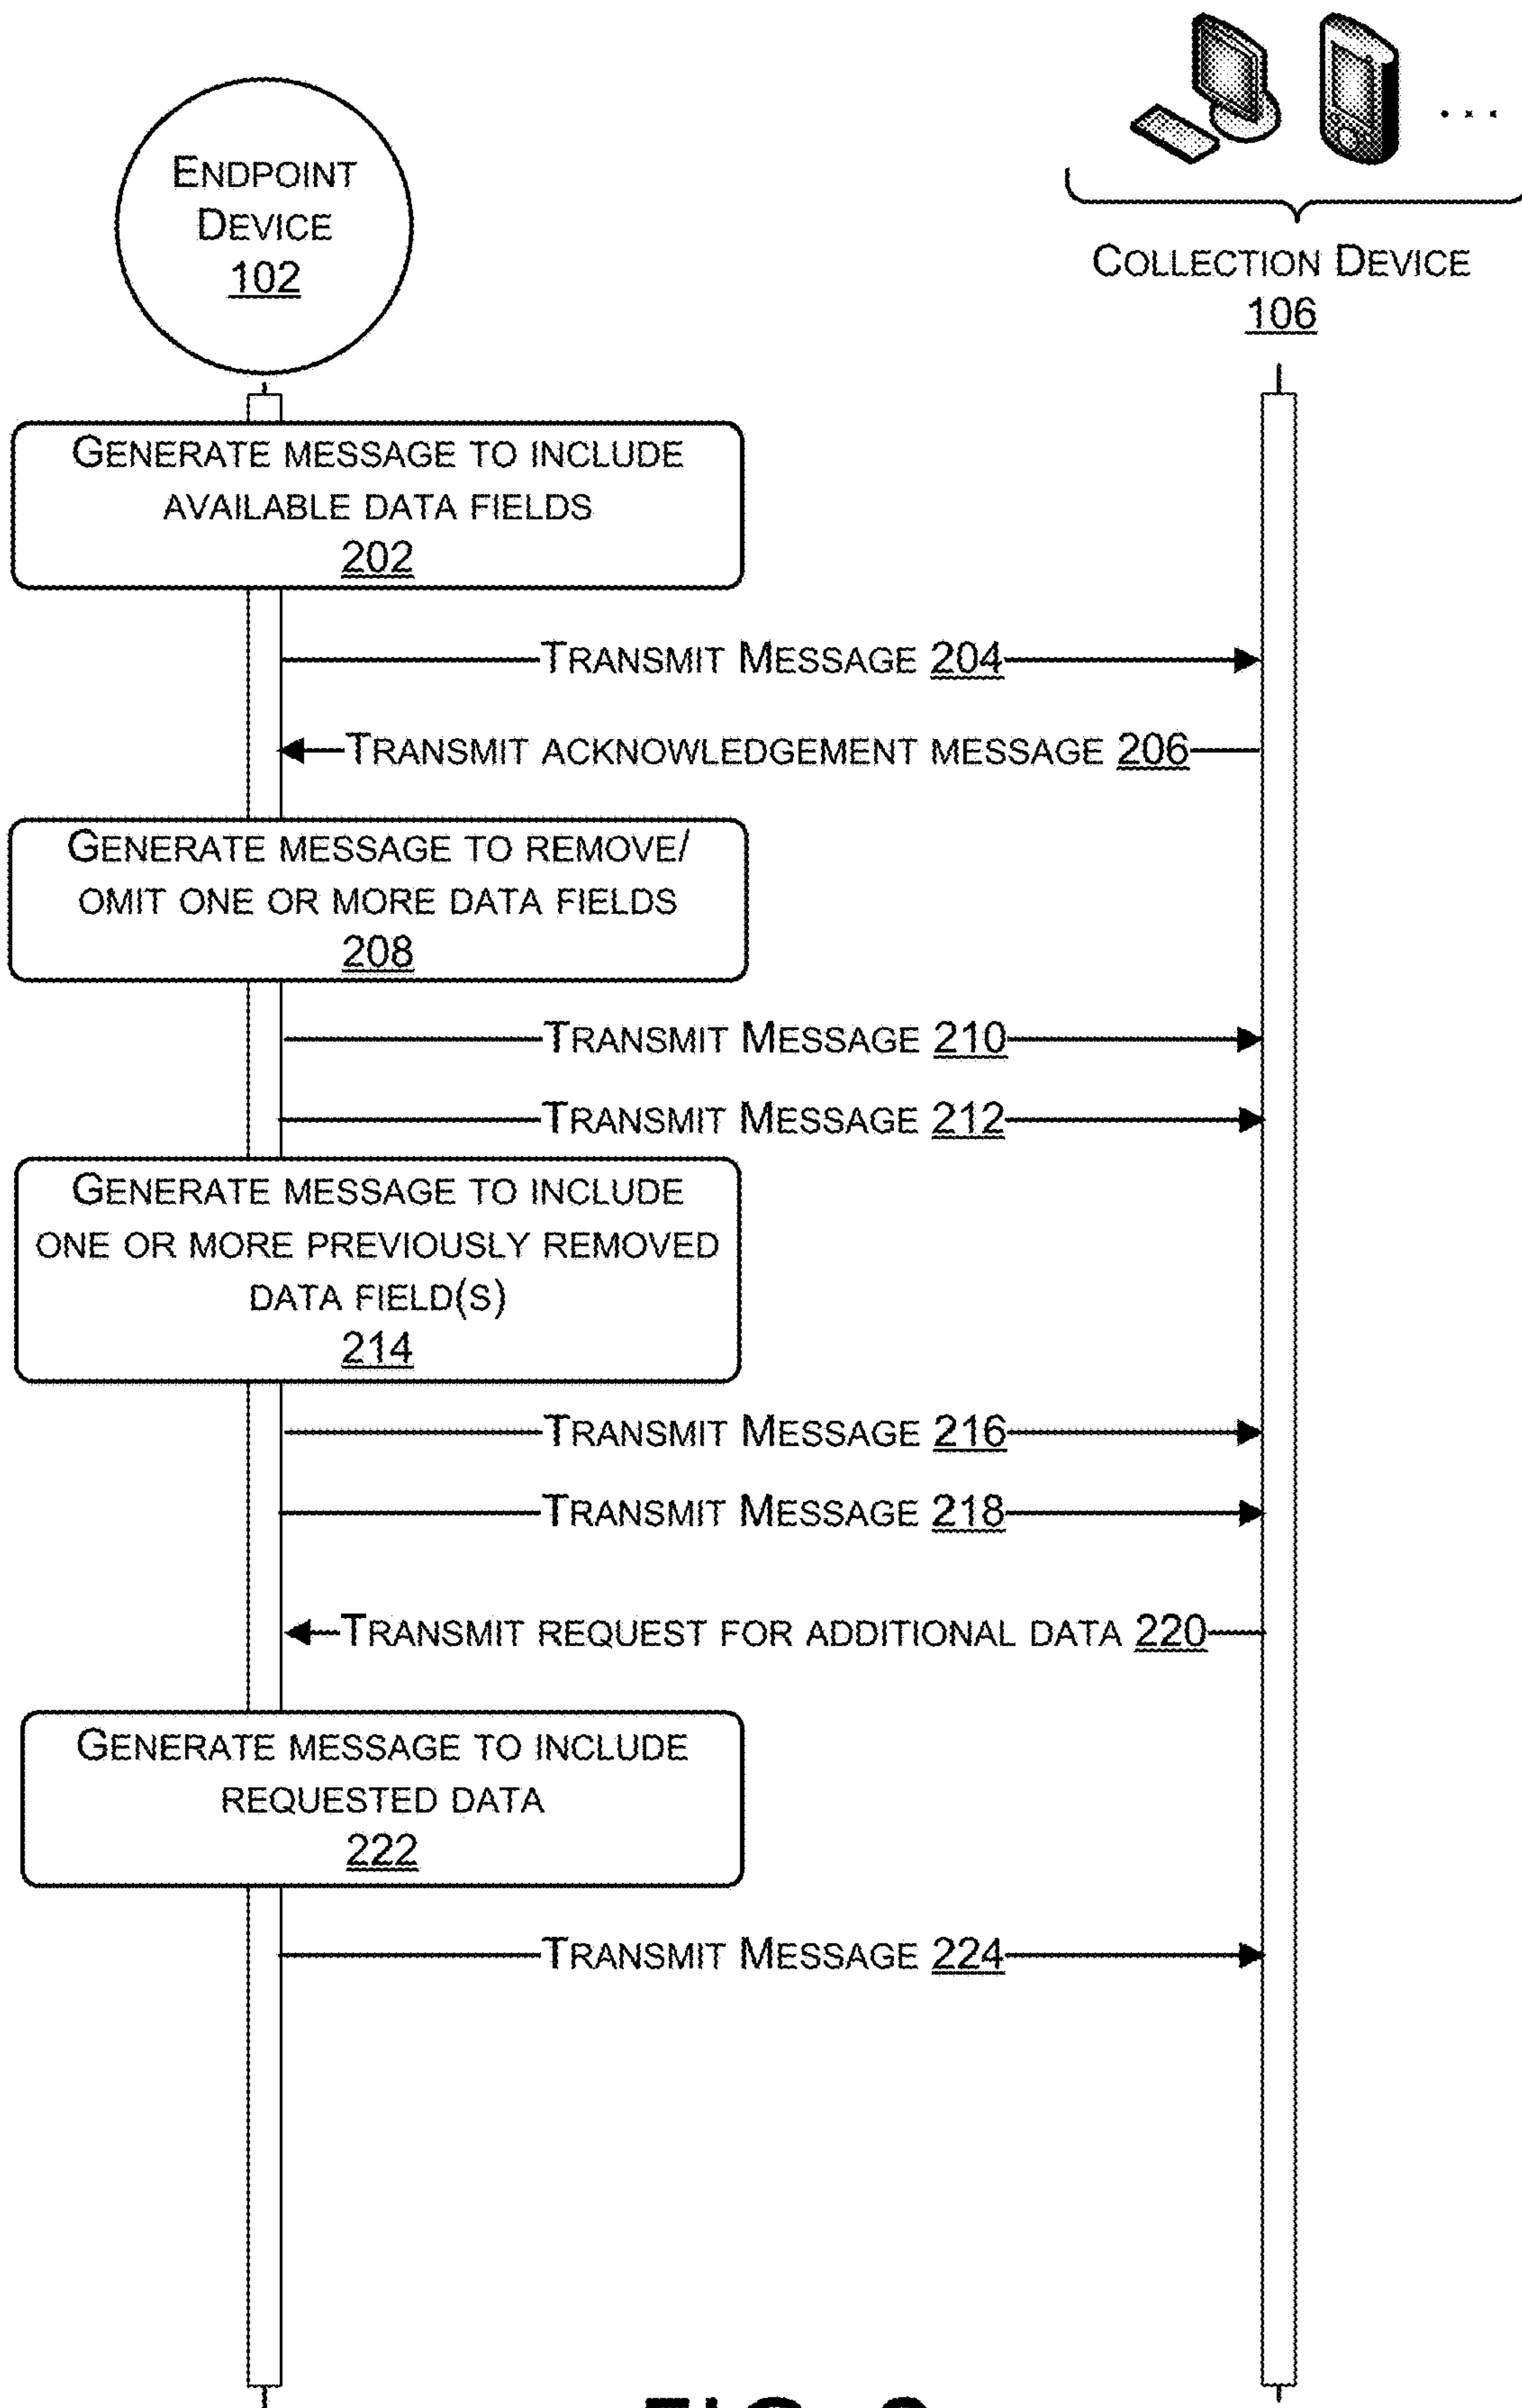 ENDPOINT
DEVICE
102
COLLECTION DEVICE
106
GENERATE MESSAGE TO INCLUDE
AVAILABLE DATA FIELDS
202
TRANSMIT MESSAGE 204
TRANSMIT ACKNOWLEDGEMENT MESSAGE 206
GENERATE MESSAGE TO REMOVE/
OMIT ONE OR MORE DATA FIELDS
208
TRANSMIT MESSAGE 210
TRANSMIT MESSAGE 212
GENERATE MESSAGE TO INCLUDE
ONE OR MORE PREVIOUSLY REMOVED
DATA FIELD(S)
214
TRANSMIT MESSAGE 216
TRANSMIT MESSAGE 218
TRANSMIT REQUEST FOR ADDITIONAL DATA 220
GENERATE MESSAGE TO INCLUDE
REQUESTED DATA
222
TRANSMIT MESSAGE 224